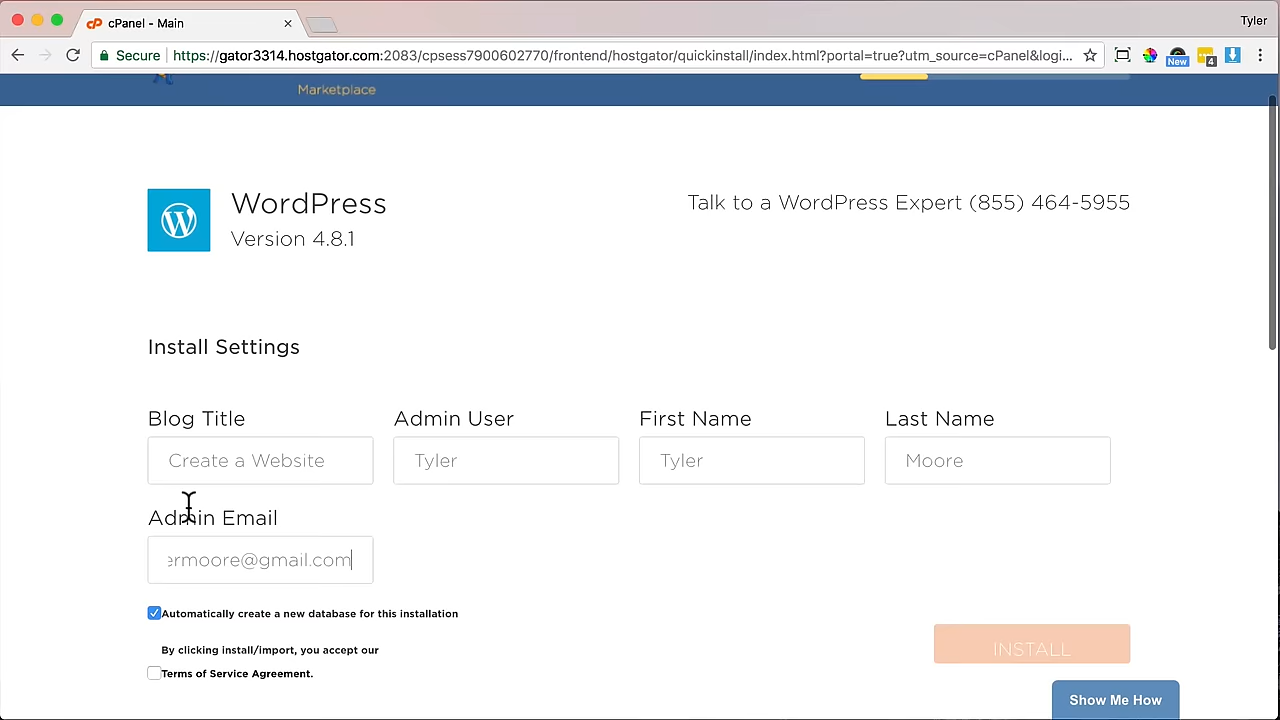 cPanel - Main
Tyler
Secure
https://gator3314.hostgator.com:2083/cpsess7900602770/frontend/hostgator/quickinstall/index.html?portal=true?utm_source=cPanel&logi...
New
4
Marketplace
WordPress
Version 4.8.1
Talk to a WordPress Expert (855) 464-5955
Install Settings
Blog Title Admin User First Name Last Name
Create a Website Tyler Tyler Moore
Admin Email
ermoore@gmail.com
Automatically create a new database for this installation
By clicking install/import, you accept our
Terms of Service Agreement.
INSTALL
Show Me How